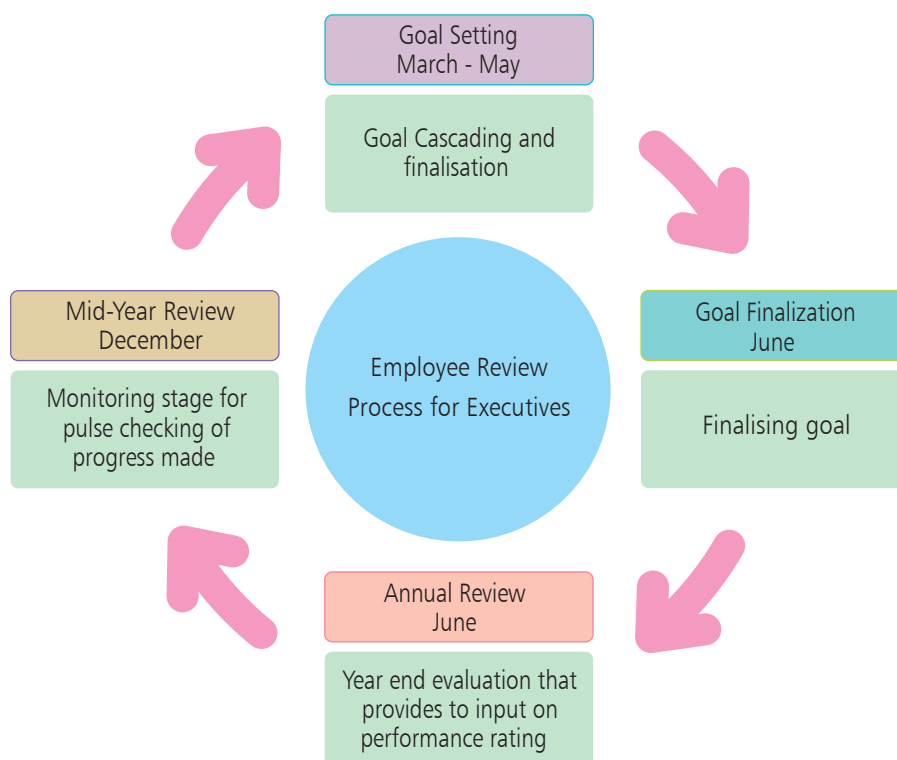 Goal Setting
March - May
Goal Cascading and
finalisation
Goal Finalization
June
Finalising goal
Annual Review
June
Year end evaluation that
provides to input on
performance rating
Mid-Year Review
December
Monitoring stage for
pulse checking of
progress made
Employee Review
Process for Executives